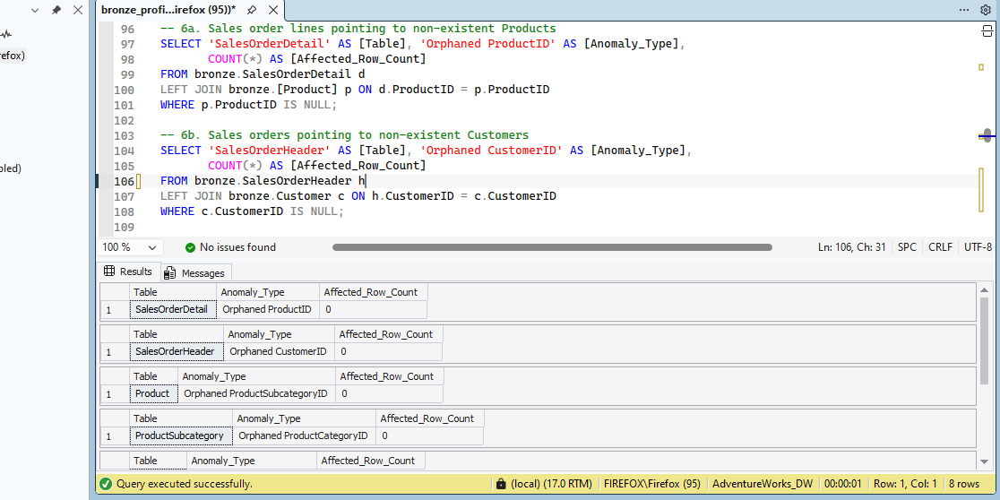 bronze_profi...irefox (95))*
refox)
oled)
96 -- 6a. Sales order lines pointing to non-existent Products
97 SELECT 'SalesOrderDetail' AS [Table], 'Orphaned ProductID' AS [Anomaly_Type],
98 COUNT(*) AS [Affected_Row_Count]
99 FROM bronze.SalesOrderDetail d
100 LEFT JOIN bronze.[Product] p ON d.ProductID = p.ProductID
101 WHERE p.ProductID IS NULL;
102
103 -- 6b. Sales orders pointing to non-existent Customers
104 SELECT 'SalesOrderHeader' AS [Table], 'Orphaned CustomerID' AS [Anomaly_Type],
105 COUNT(*) AS [Affected_Row_Count]
106 FROM bronze.SalesOrderHeader h
107 LEFT JOIN bronze.Customer c ON h.CustomerID = c.CustomerID
108 WHERE c.CustomerID IS NULL;
109
100 % No issues found Ln: 106, Ch: 31 SPC CRLF UTF-8
Results Messages
Table Anomaly_Type Affected_Row_Count
1 SalesOrderDetail Orphaned ProductID 0
Table Anomaly_Type Affected_Row_Count
1 SalesOrderHeader Orphaned CustomerID 0
Table Anomaly_Type Affected_Row_Count
1 Product Orphaned ProductSubcategoryID 0
Table Anomaly_Type Affected_Row_Count
1 ProductSubcategory Orphaned ProductCategoryID 0
Table Anomaly_Type Affected_Row_Count
Query executed successfully. (local) (17.0 RTM) FIREFOX\Firefox (95) AdventureWorks_DW 00:00:01 Row: 1, Col: 1 8 rows